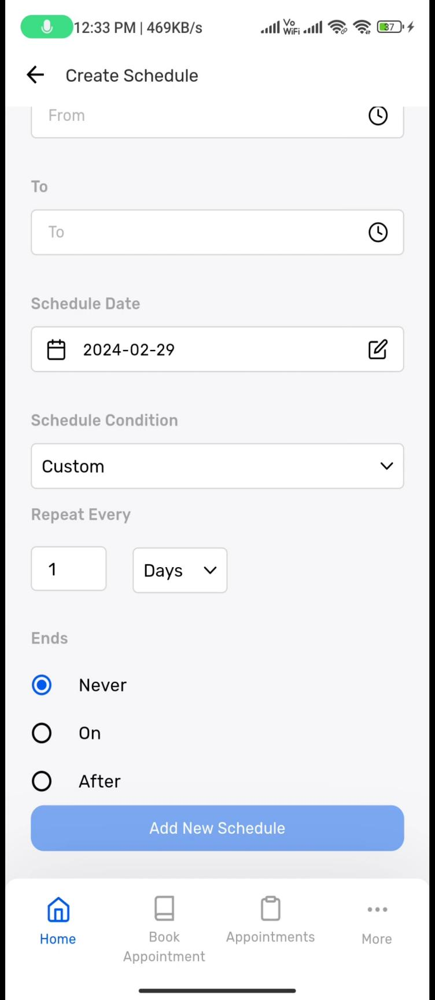 12:33 PM | 469KB/s Vo WiFi 37
Create Schedule
From
To
To
Schedule Date
2024-02-29
Schedule Condition
Custom
Repeat Every
1 Days
Ends
Never
On
After
Add New Schedule
Home Book Appointment Appointments More